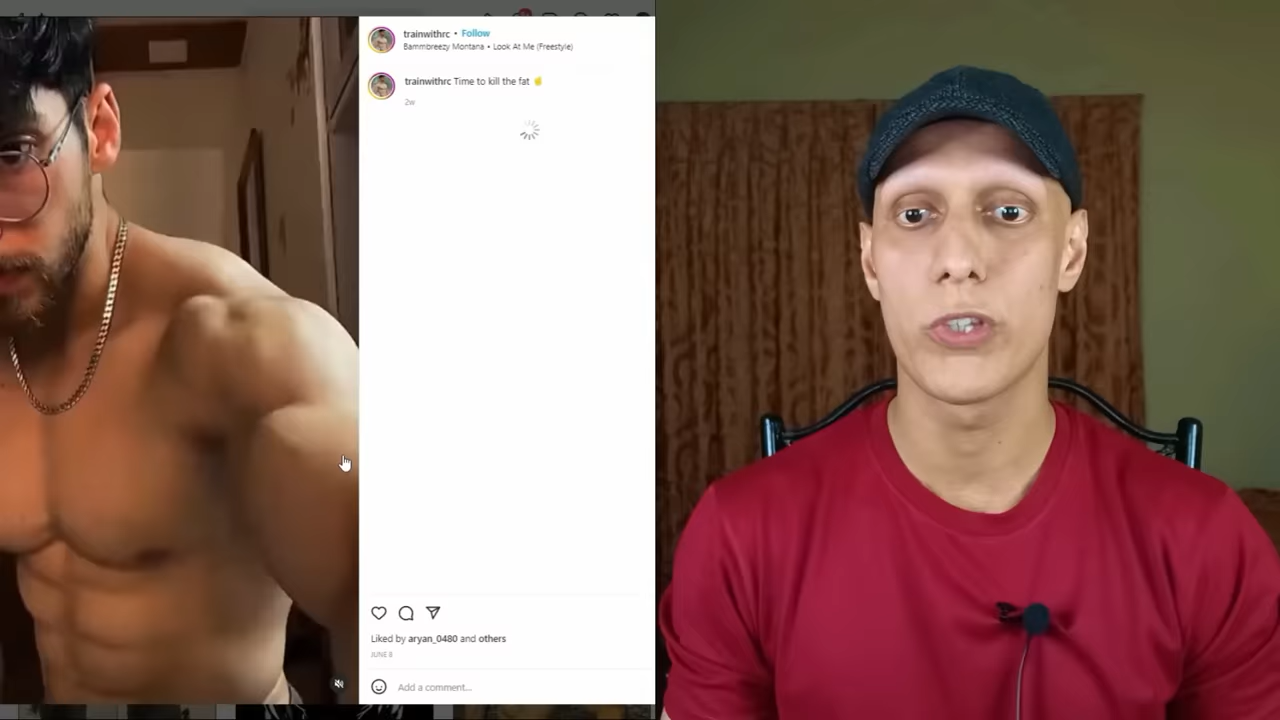 trainwithrc • Follow
Bammbreezy Montana • Look At Me (Freestyle)
trainwithrc Time to kill the fat ☝
2w
Liked by aryan_0480 and others
JUNE 8
Add a comment...